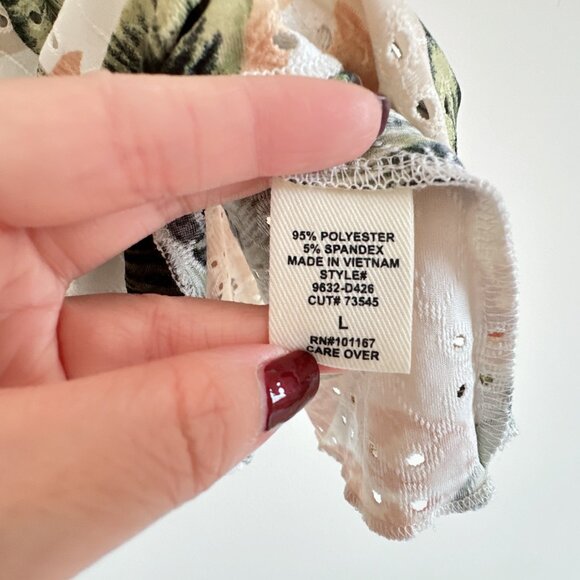 95% POLYESTER
5% SPANDEX
MADE IN VIETNAM
STYLE#
9632-D426
CUT# 73545
L
RN#101167
CARE OVER